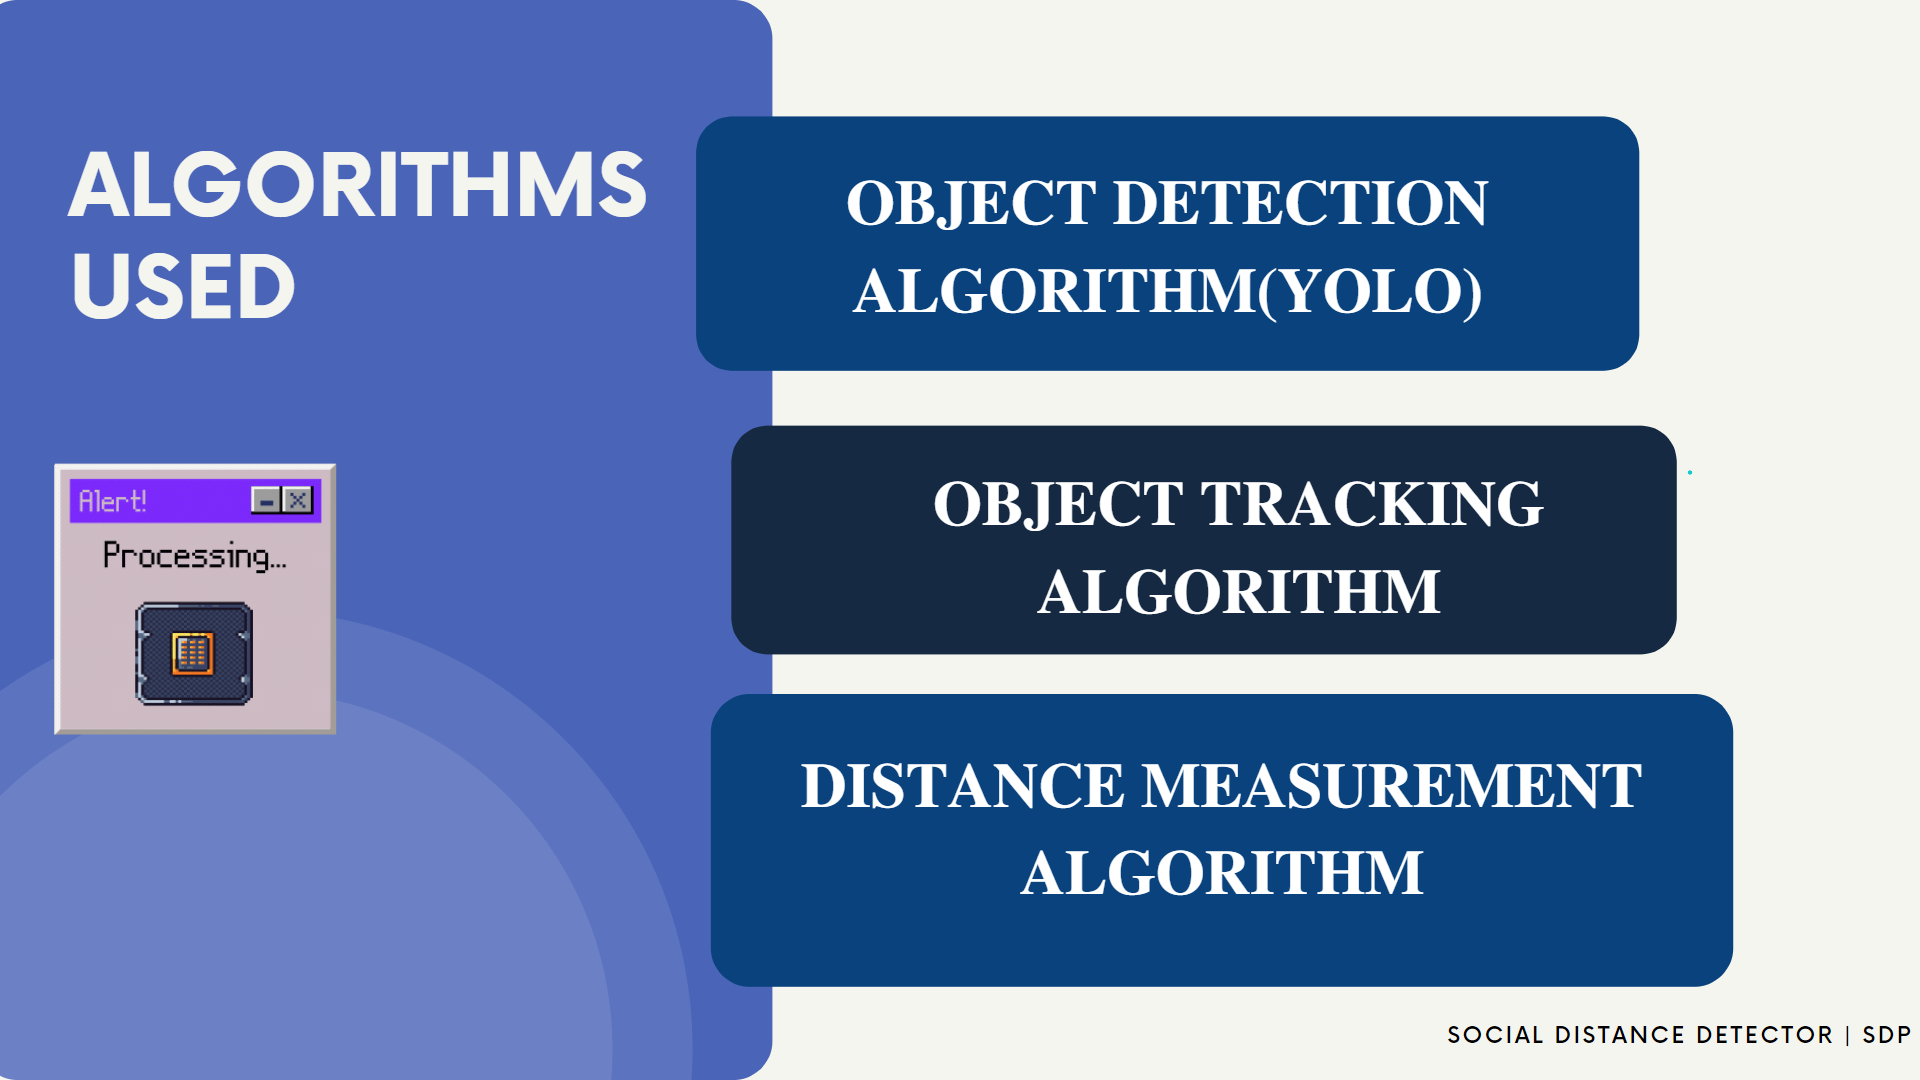 ALGORITHMS
USED
Alert!
Processing...
OBJECT DETECTION
ALGORITHM(YOLO)
OBJECT TRACKING
ALGORITHM
DISTANCE MEASUREMENT
ALGORITHM
SOCIAL DISTANCE DETECTOR | SDP